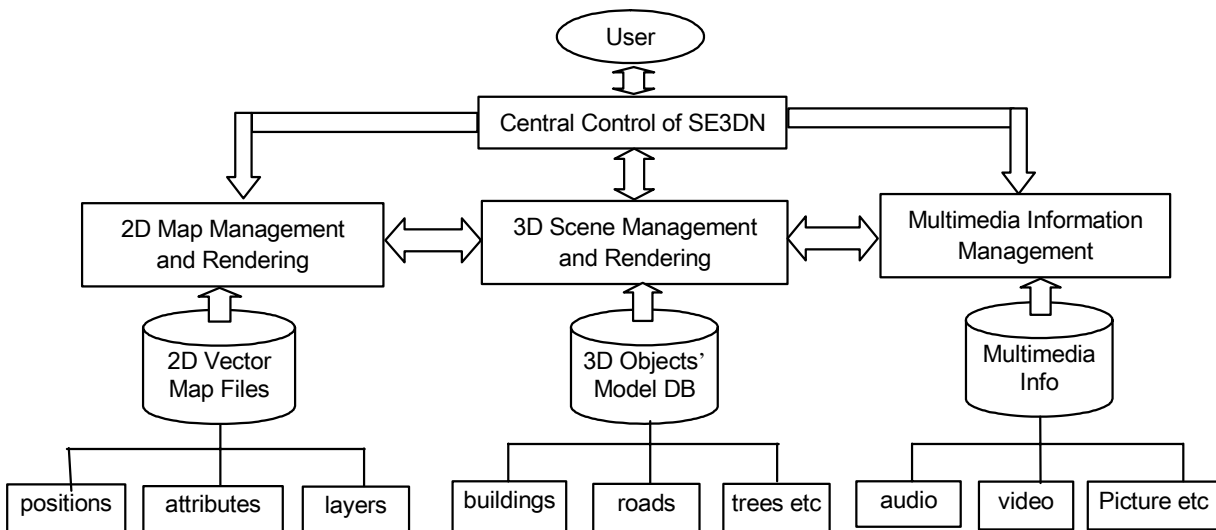 User
Central Control of SE3DN
2D Map Management
and Rendering
3D Scene Management
and Rendering
Multimedia Information
Management
2D Vector
Map Files
3D Objects’
Model DB
Multimedia
Info
positions
attributes
layers
buildings
roads
trees etc
audio
video
Picture etc